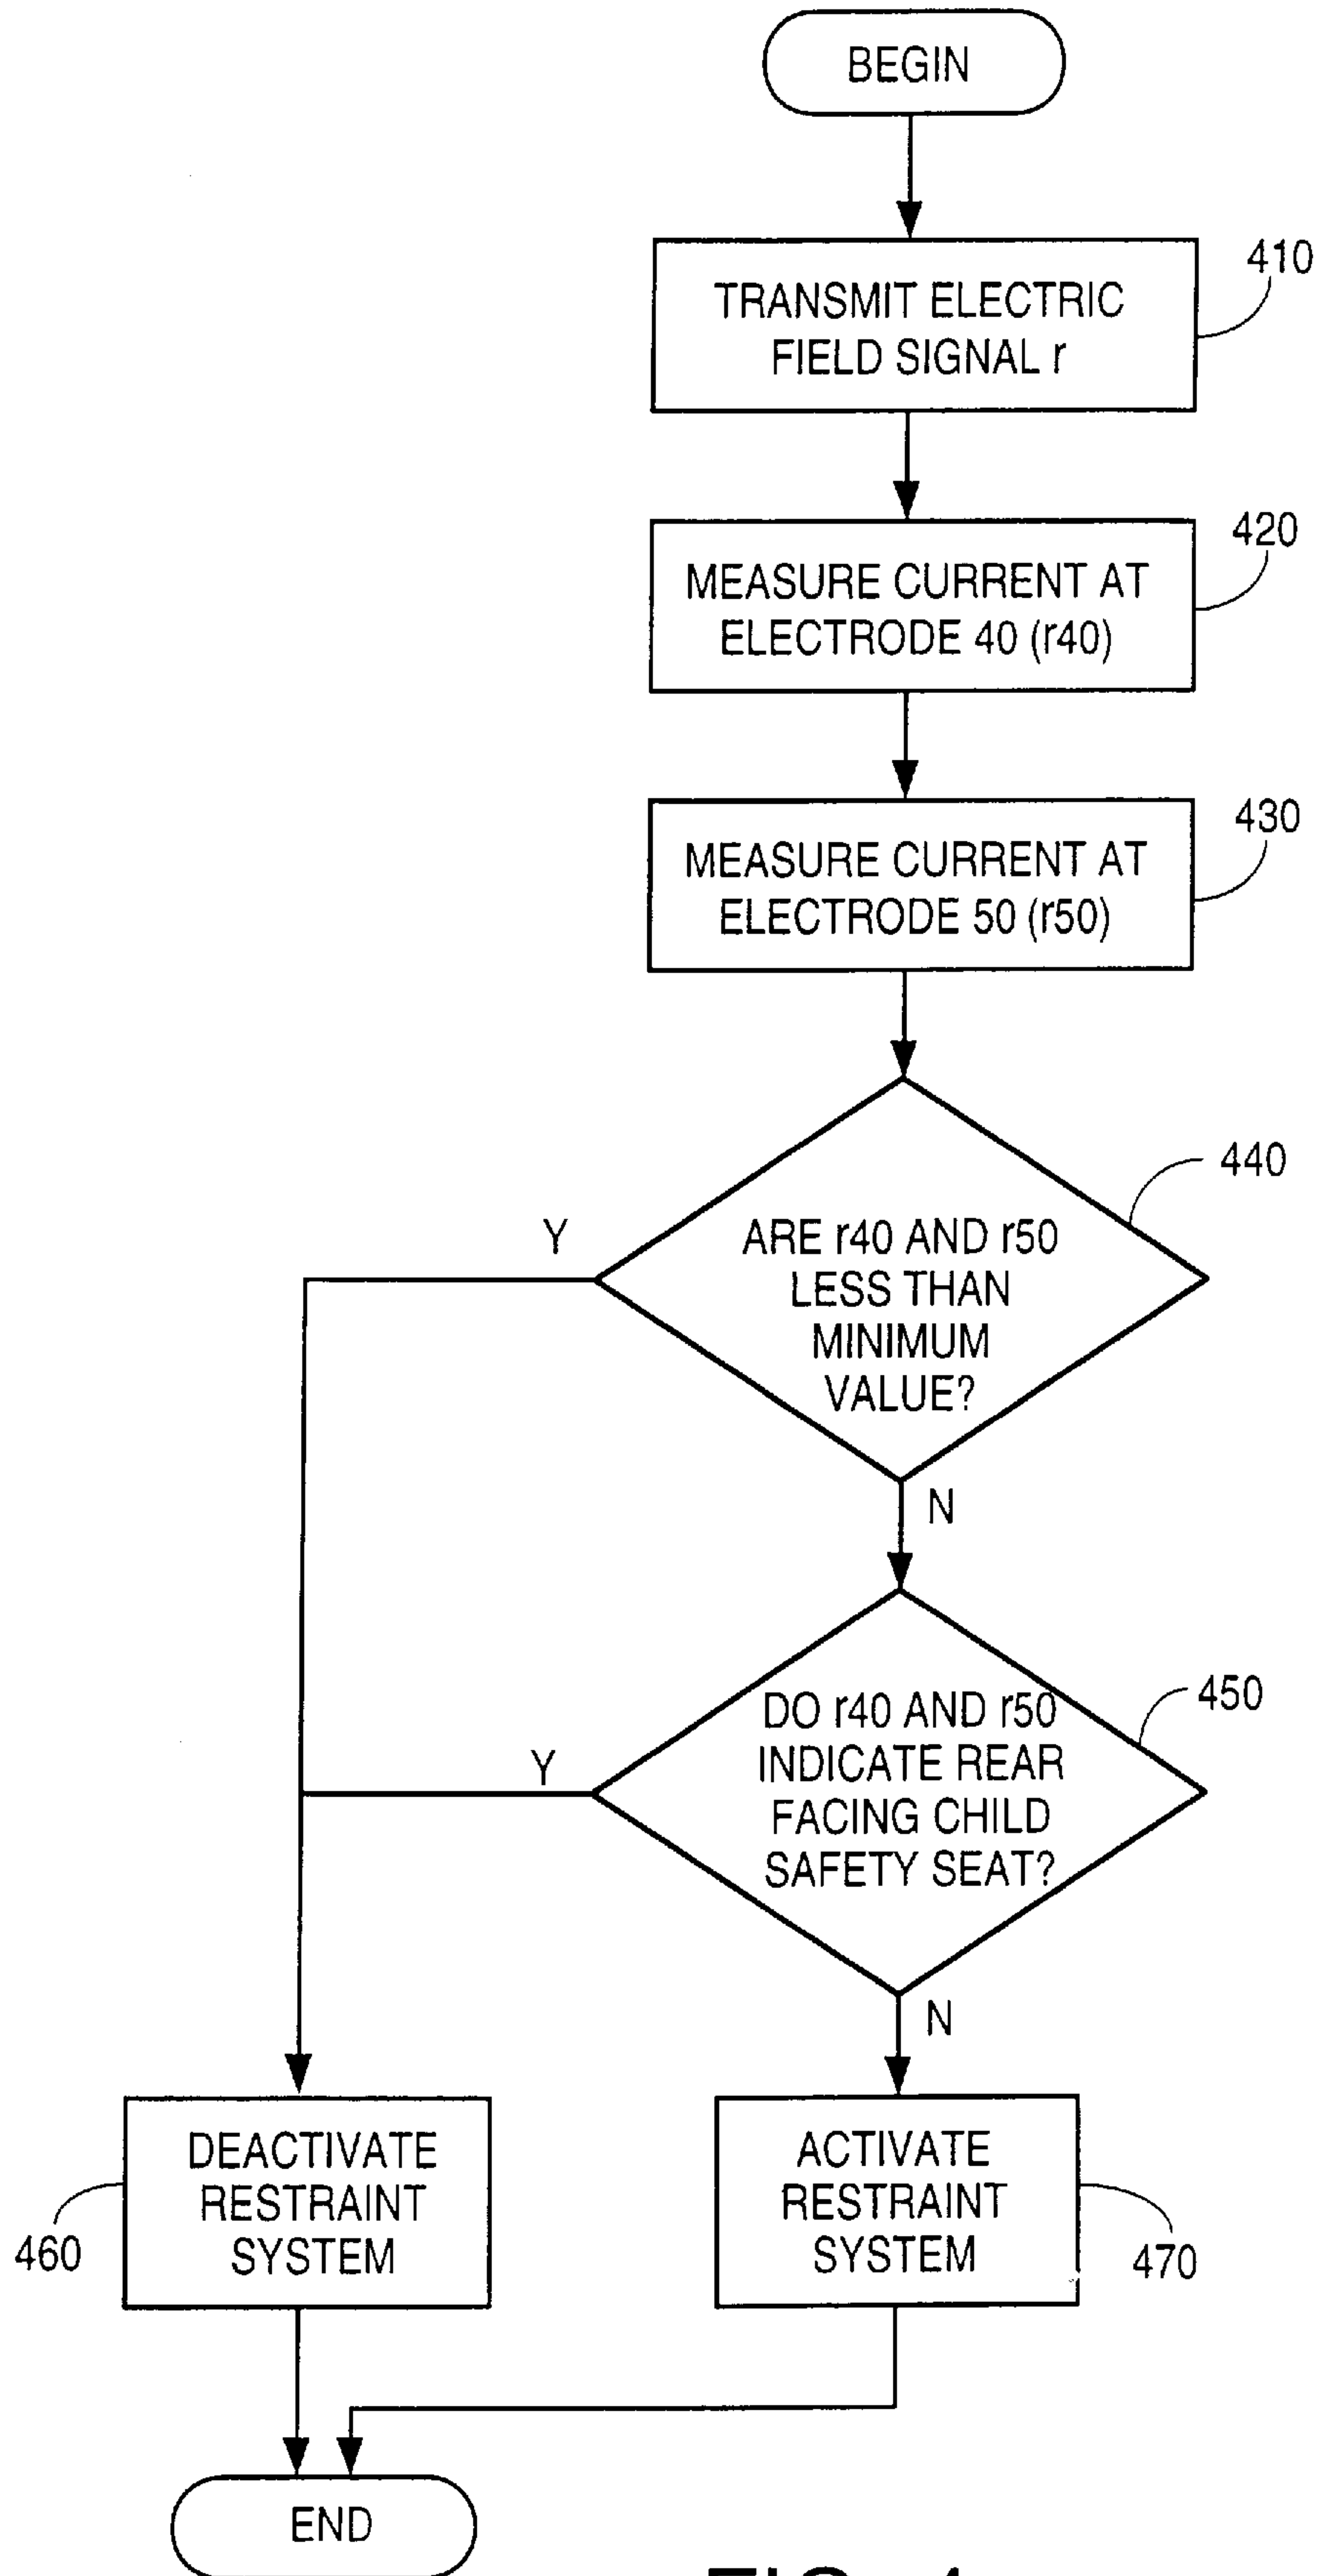 BEGIN
410
TRANSMIT ELECTRIC
FIELD SIGNAL r
420
MEASURE CURRENT AT
ELECTRODE 40 (r40)
430
MEASURE CURRENT AT
ELECTRODE 50 (r50)
440
Y
ARE r40 AND r50
LESS THAN
MINIMUM
VALUE?
N
450
Y
DO r40 AND r50
INDICATE REAR
FACING CHILD
SAFETY SEAT?
N
DEACTIVATE
RESTRAINT
SYSTEM
460
ACTIVATE
RESTRAINT
SYSTEM
470
END